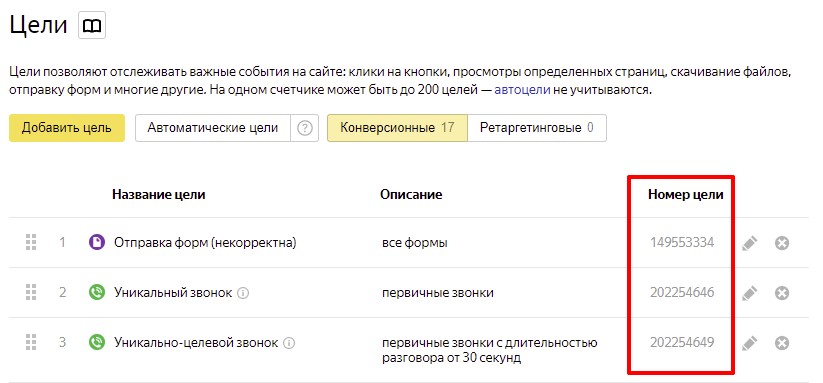 Цели
Цели позволяют отслеживать важные события на сайте: клики на кнопки, просмотры определенных страниц, скачивание файлов,
отправку форм и многие другие. На одном счетчике может быть до 200 целей — автоцели не учитываются.
Добавить цель Автоматические цели ? Конверсионные 17 Ретаргетинговые 0
Название цели Описание Номер цели
1 Отправка форм (некорректна) все формы 149553334
2 Уникальный звонок первичные звонки 202254646
3 Уникально-целевой звонок первичные звонки с длительностью 202254649
разговора от 30 секунд